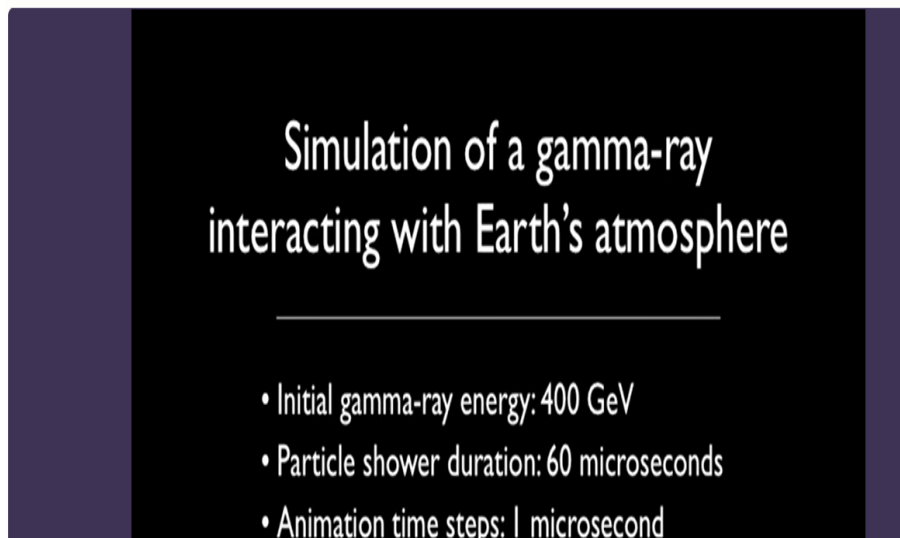 Simulation of a gamma-ray
interacting with Earth’s atmosphere
• Initial gamma-ray energy: 400 GeV
• Particle shower duration: 60 microseconds
• Animation time steps: 1 microsecond